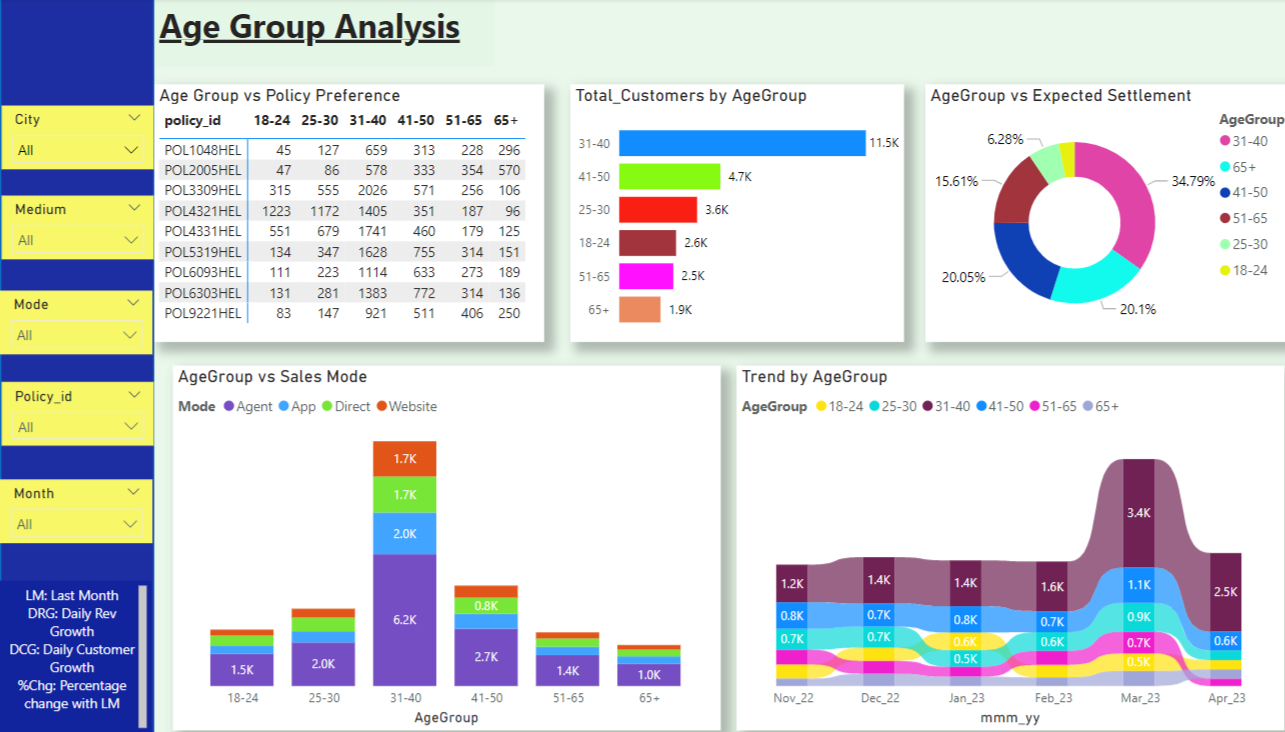 Age Group Analysis
City
All
Medium
All
Mode
All
Policy_id
All
Month
All
LM: Last Month
DRG: Daily Rev
Growth
DCG: Daily Customer
Growth
%Chg: Percentage
change with LM
Age Group vs Policy Preference
policy_id 18-24 25-30 31-40 41-50 51-65 65+
POL1048HEL 45 127 659 313 228 296
POL2005HEL 47 86 578 333 354 570
POL3309HEL 315 555 2026 571 256 106
POL4321HEL 1223 1172 1405 351 187 96
POL4331HEL 551 679 1741 460 179 125
POL5319HEL 134 347 1628 755 314 151
POL6093HEL 111 223 1114 633 273 189
POL6303HEL 131 281 1383 772 314 136
POL9221HEL 83 147 921 511 406 250
Total_Customers by AgeGroup
31-40 11.5K
41-50 4.7K
25-30 3.6K
18-24 2.6K
51-65 2.5K
65+ 1.9K
AgeGroup vs Expected Settlement
6.28%
15.61%
34.79%
20.05%
20.1%
AgeGroup
31-40
65+
41-50
51-65
25-30
18-24
AgeGroup vs Sales Mode
Mode Agent App Direct Website
1.7K
1.7K
2.0K
0.8K
6.2K
1.5K 2.0K 2.7K 1.4K 1.0K
18-24 25-30 31-40 41-50 51-65 65+
AgeGroup
Trend by AgeGroup
AgeGroup 18-24 25-30 31-40 41-50 51-65 65+
1.2K 1.4K 1.4K 1.6K 3.4K 2.5K
0.8K 0.7K 0.8K 0.7K 1.1K 0.6K
0.7K 0.7K 0.6K 0.6K 0.9K
0.5K 0.7K
0.5K
Nov_22 Dec_22 Jan_23 Feb_23 Mar_23 Apr_23
mmm_yy